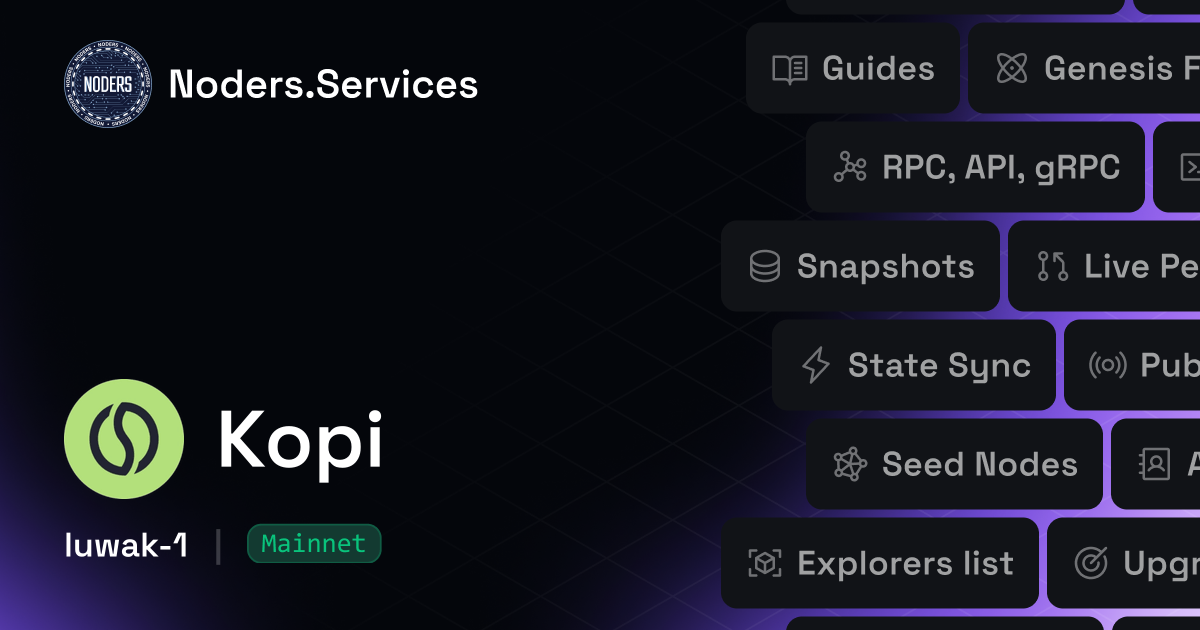 NODERS
Noders.Services
Guides
Genesis F
RPC, API, gRPC
Snapshots
Live Pe
State Sync
Pub
Seed Nodes
A
Explorers list
Upgr
Kopi
luwak-1 | Mainnet